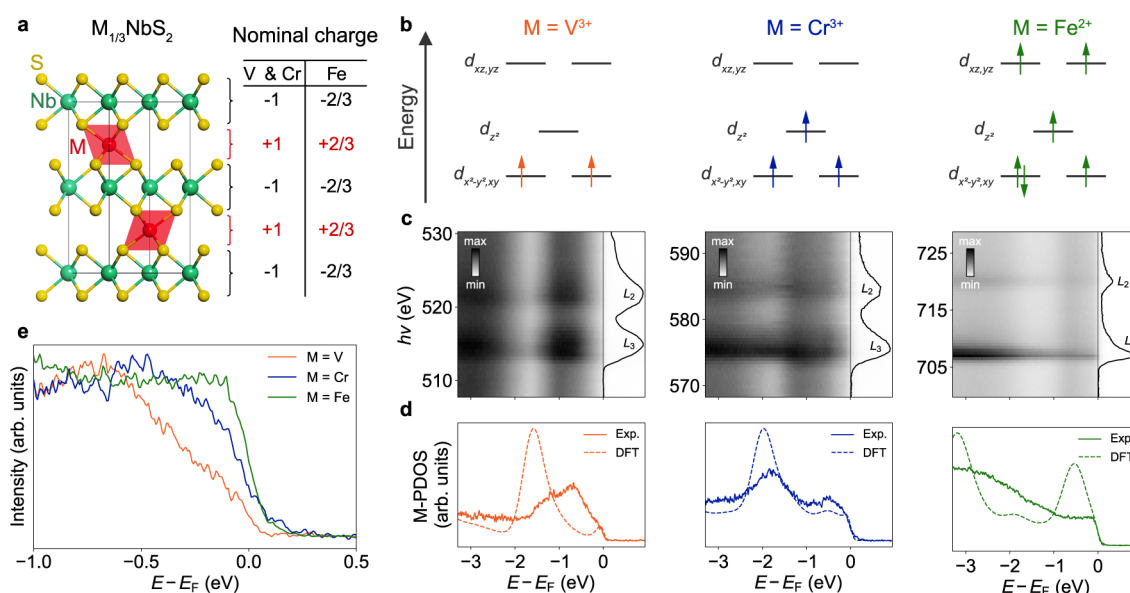 a
M1/3NbS2
Nominal charge
S
Nb
M
V & Cr Fe
-1 -2/3
+1 +2/3
-1 -2/3
+1 +2/3
-1 -2/3
b
Energy
M = V3+
dxz,yz
dz²
dx²-y²,xy
M = Cr3+
dxz,yz
dz²
dx²-y²,xy
M = Fe2+
dxz,yz
dz²
dx²-y²,xy
c
hν (eV)
530
520
510
max
min
L2
L3
590
580
570
max
min
L2
L3
725
715
705
max
min
L2
d
M-PDOS
(arb. units)
Exp.
DFT
−3 −2 −1 0
E − EF (eV)
Exp.
DFT
−3 −2 −1 0
E − EF (eV)
Exp.
DFT
−3 −2 −1 0
E − EF (eV)
e
Intensity (arb. units)
M = V
M = Cr
M = Fe
−1.0 −0.5 0.0 0.5
E − EF (eV)